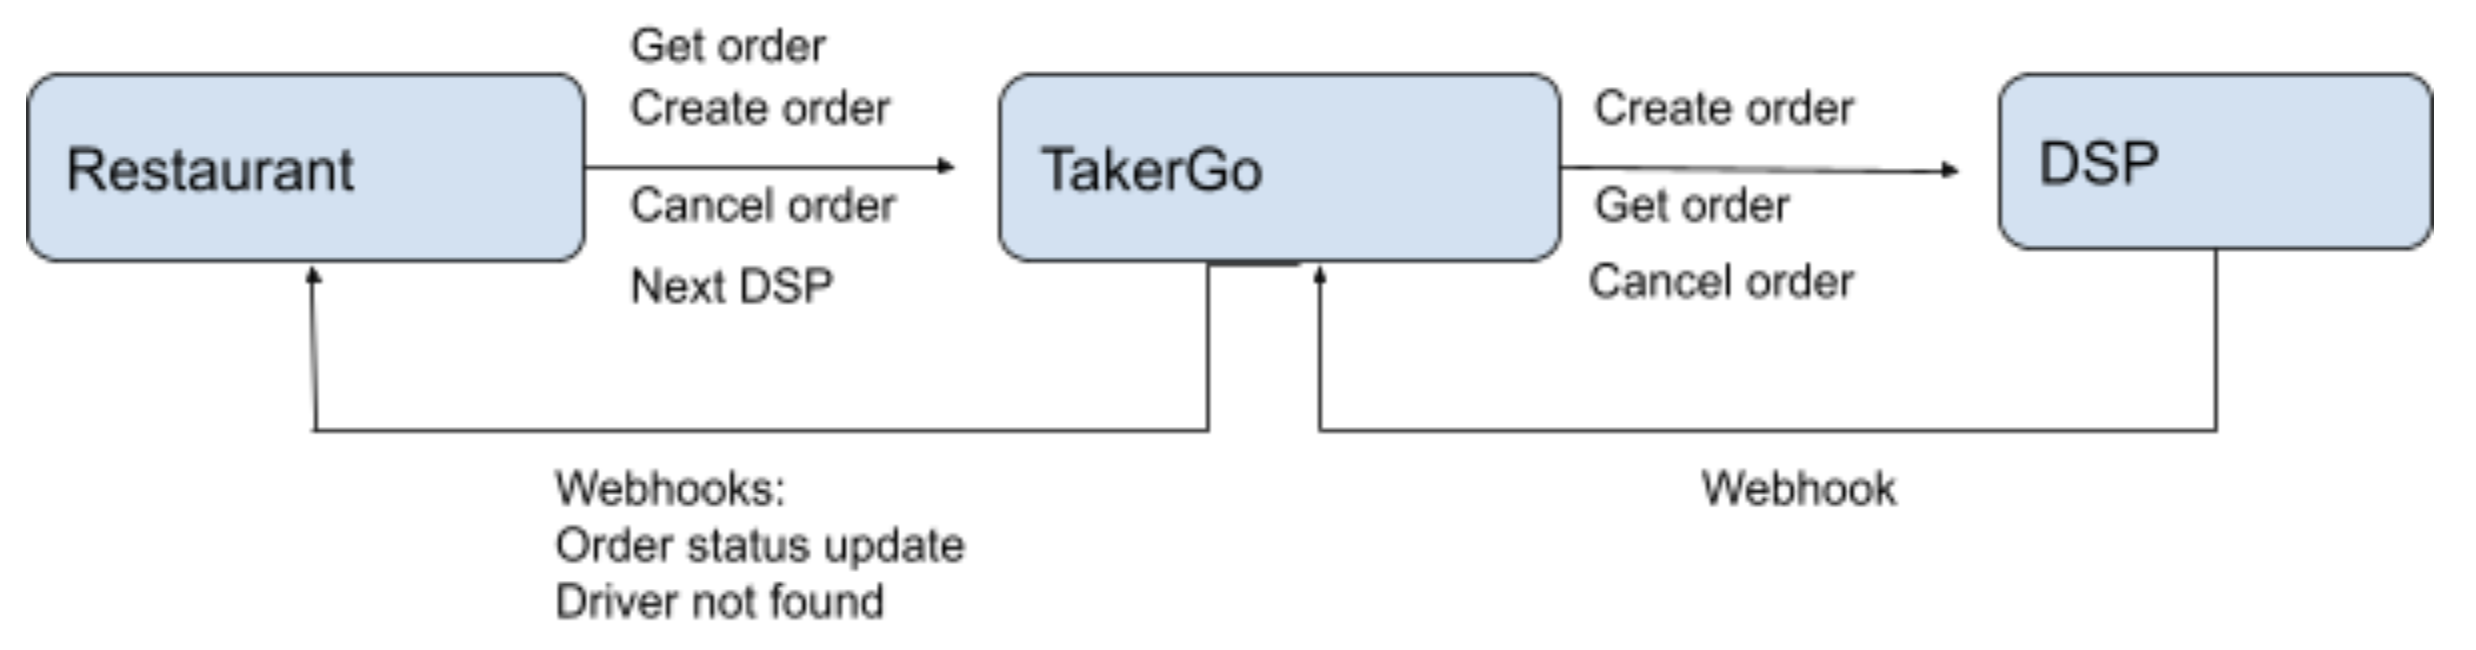 Get order
Create order
Restaurant
Cancel order
Next DSP
TakerGo
Create order
Get order
Cancel order
DSP
Webhooks:
Order status update
Driver not found
Webhook